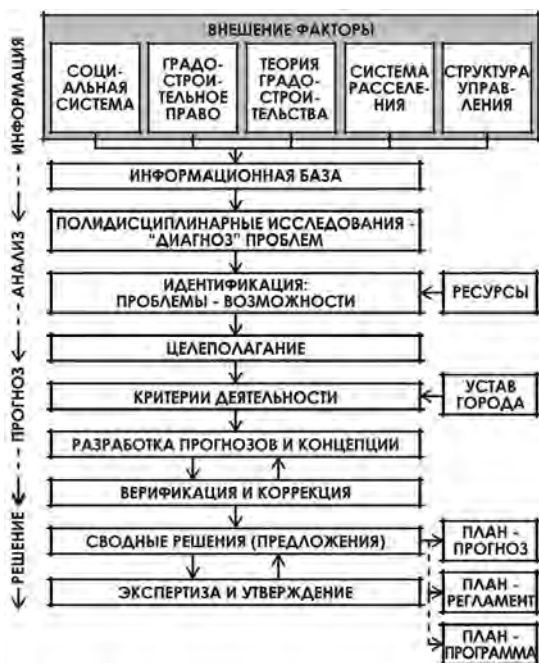 ВНЕШЕНИЕ ФАКТОРЫ
СОЦИ-
АЛЬНАЯ
СИСТЕМА
ГРАДО-
СТРОИ-
ТЕЛЬНОЕ
ПРАВО
ТЕОРИЯ
ГРАДО-
СТРОИ-
ТЕЛЬСТВА
СИСТЕМА
РАССЕЛЕ-
НИЯ
СТРУКТУРА
УПРАВ-
ЛЕНИЯ
ИНФОРМАЦИЯ
ИНФОРМАЦИОННАЯ БАЗА
ПОЛИДИСЦИПЛИНАРНЫЕ ИССЛЕДОВАНИЯ -
"ДИАГНОЗ" ПРОБЛЕМ
АНАЛИЗ
ИДЕНТИФИКАЦИЯ:
ПРОБЛЕМЫ - ВОЗМОЖНОСТИ
РЕСУРСЫ
ЦЕЛЕПОЛАГАНИЕ
ПРОГНОЗ
КРИТЕРИИ ДЕЯТЕЛЬНОСТИ
УСТАВ
ГОРОДА
РАЗРАБОТКА ПРОГНОЗОВ И КОНЦЕПЦИИ
ВЕРИФИКАЦИЯ И КОРРЕКЦИЯ
РЕШЕНИЕ
СВОДНЫЕ РЕШЕНИЯ (ПРЕДЛОЖЕНИЯ)
ПЛАН -
ПРОГНОЗ
ЭКСПЕРТИЗА И УТВЕРЖДЕНИЕ
ПЛАН -
РЕГЛАМЕНТ
ПЛАН -
ПРОГРАММА